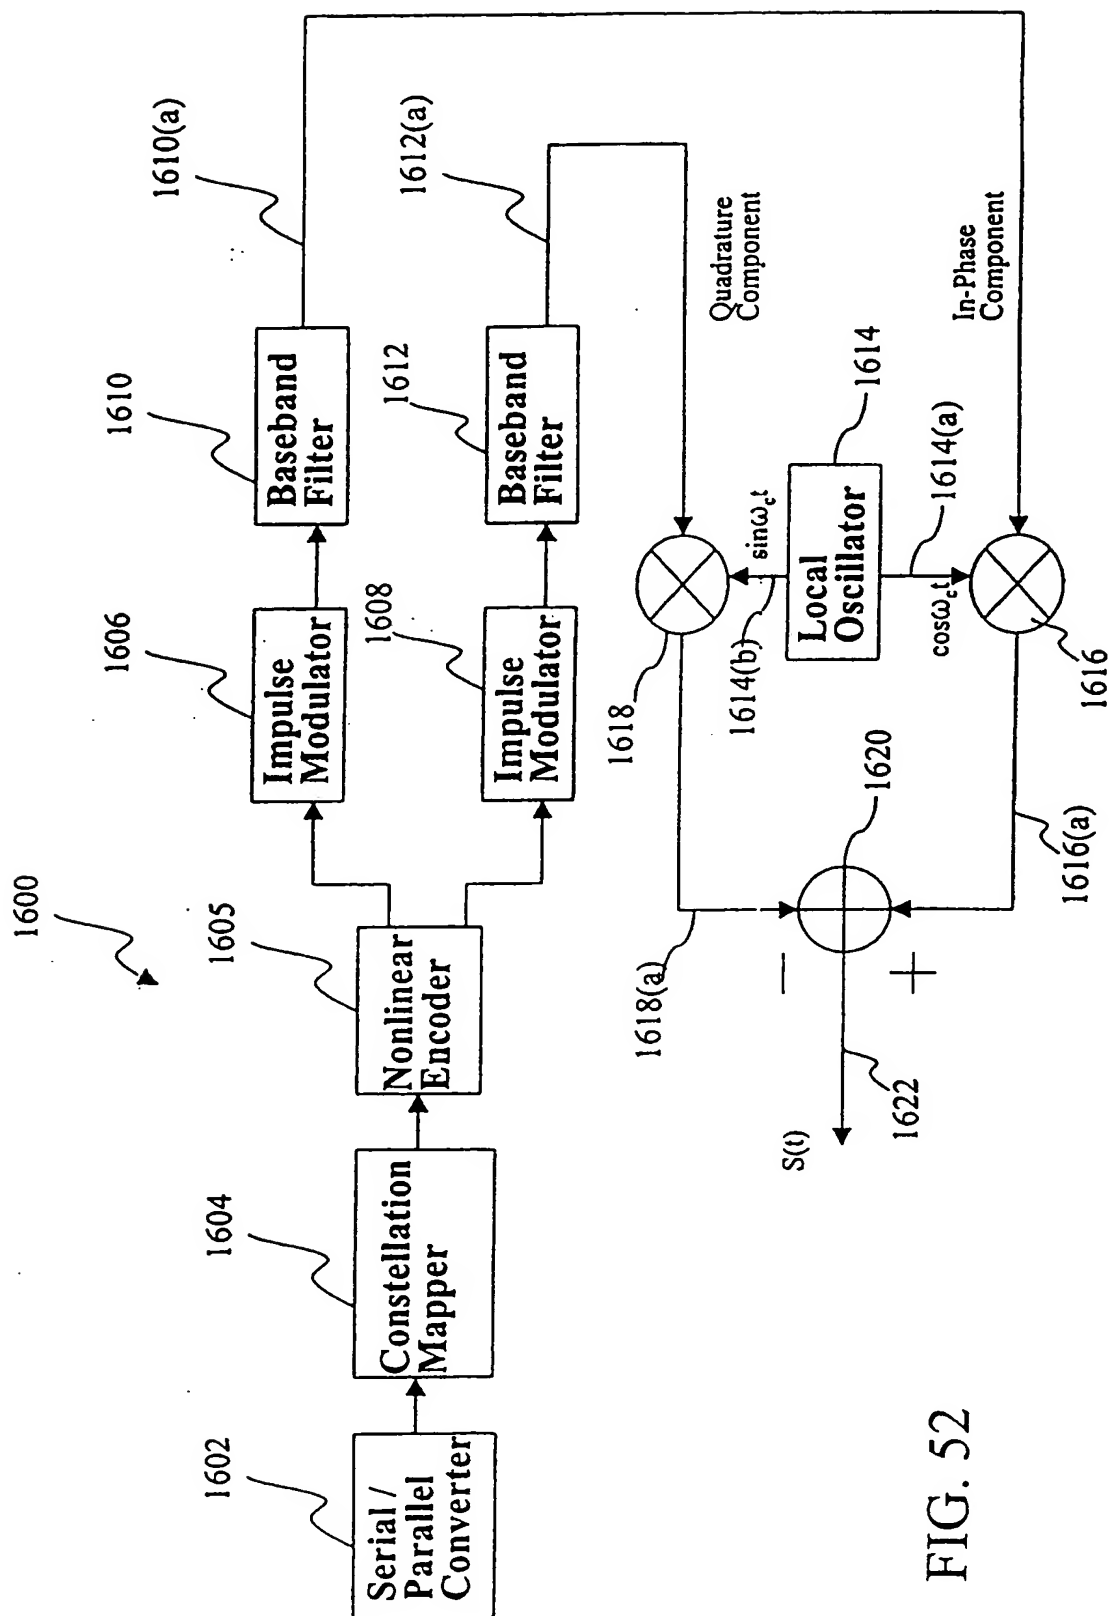 1600
1602
Serial /
Parallel
Converter
1604
Constellation
Mapper
1605
Nonlinear
Encoder
1606
Impulse
Modulator
1608
Impulse
Modulator
1610
Baseband
Filter
1612
Baseband
Filter
1610(a)
1612(a)
Quadrature
Component
In-Phase
Component
1614
Local
Oscillator
sinω_c t
1614(b)
cosω_c t
1614(a)
1618
1616
1618(a)
1616(a)
1620
−
+
S(t)
1622
FIG. 52